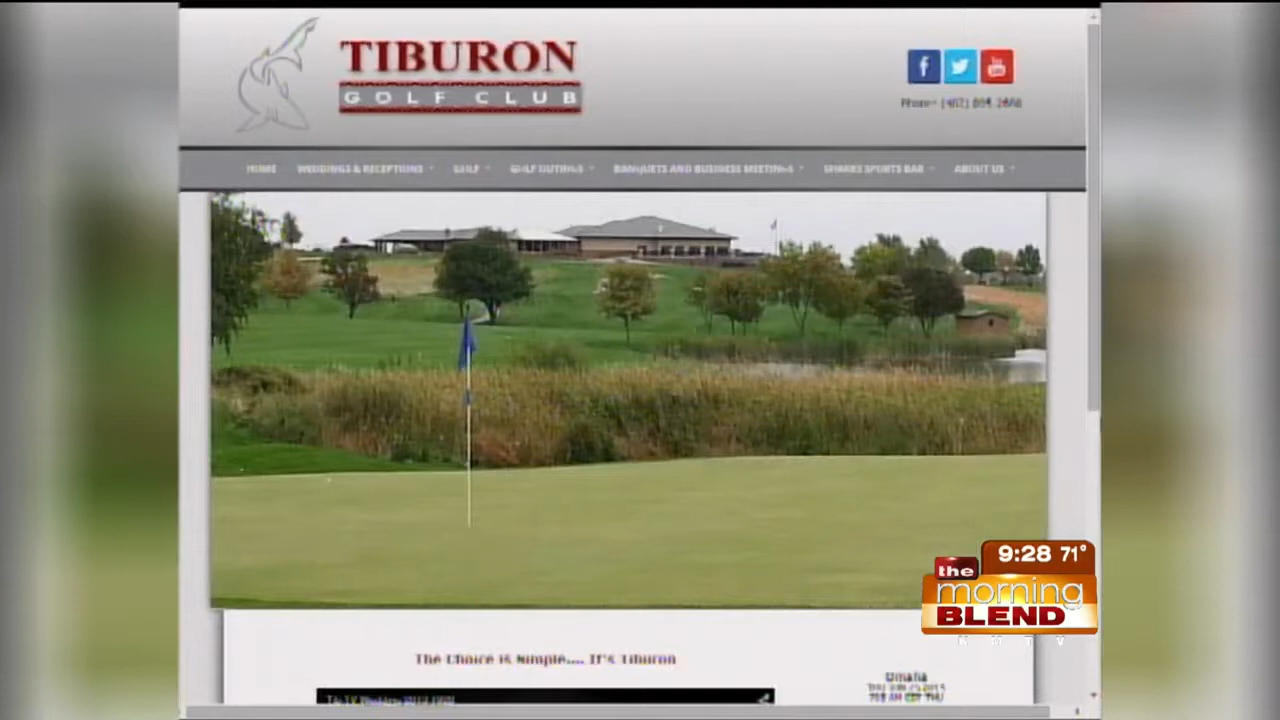 TIBURON
GOLF CLUB
HOME WEDDINGS & RECEPTIONS GOLF GOLF OUTINGS BANQUETS AND BUSINESS MEETINGS SHARKS SPORTS BAR ABOUT US
The Choice is Simple.... It's Tiburon
Omaha
9:28 71°
the
morning
BLEND
KMTV